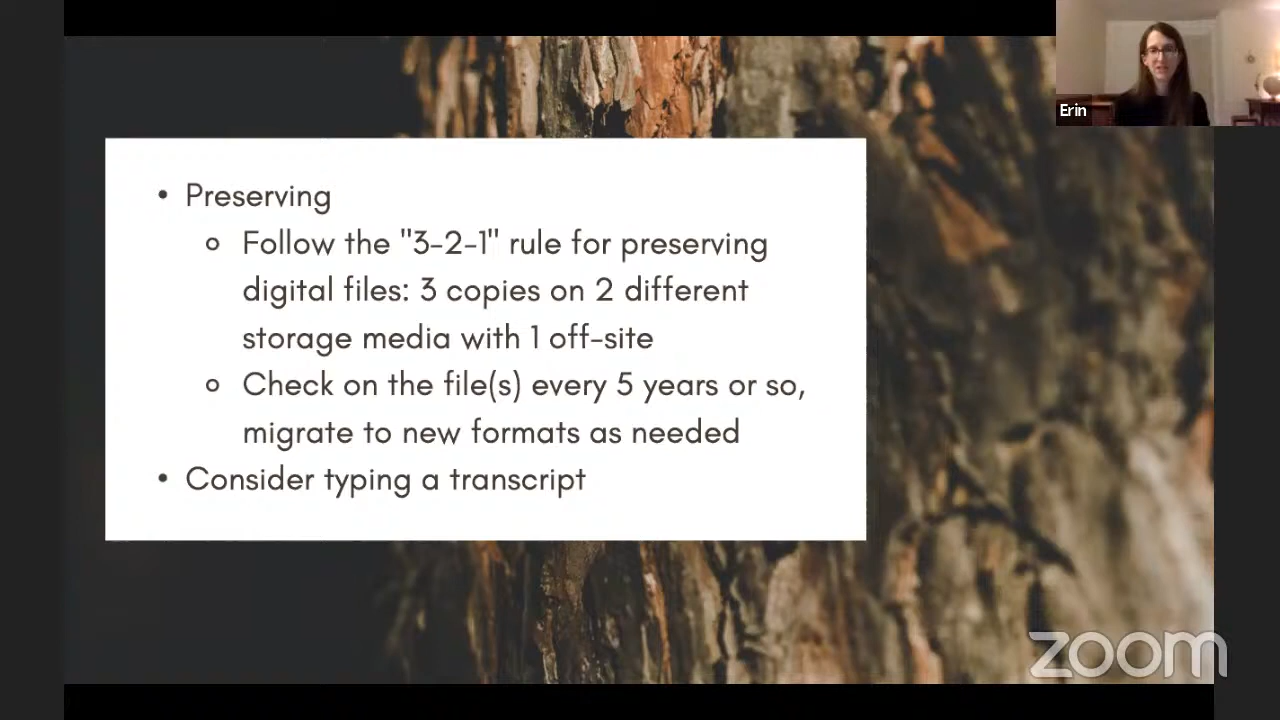 Erin
• Preserving
Follow the "3-2-1" rule for preserving
digital files: 3 copies on 2 different
storage media with 1 off-site
Check on the file(s) every 5 years or so,
migrate to new formats as needed
• Consider typing a transcript
zoom